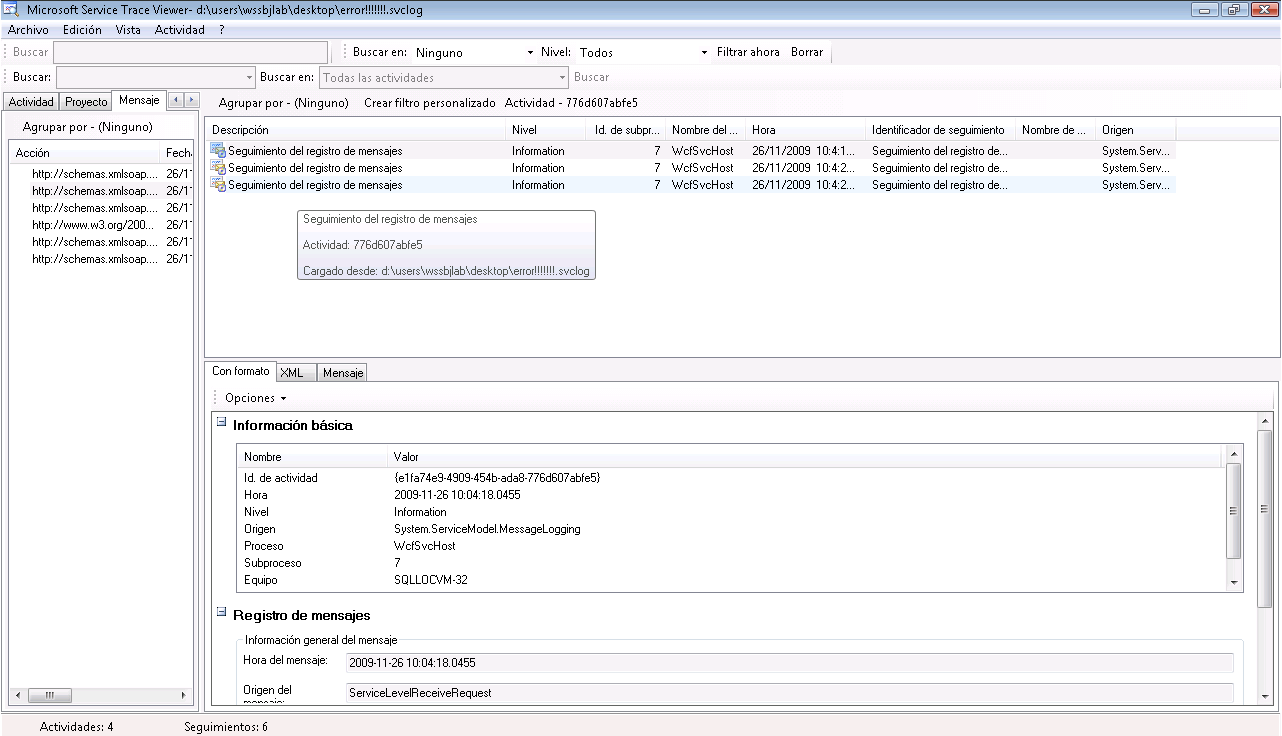 Microsoft Service Trace Viewer- d:\users\wssbjlab\desktop\error!!!!!!!.svclog
Archivo Edición Vista Actividad ?
Buscar Buscar en: Ninguno Nivel: Todos Filtrar ahora Borrar
Buscar: Buscar en: Todas las actividades Buscar
Actividad Proyecto Mensaje
Agrupar por - (Ninguno)
Acción Fech
http://schemas.xmlsoap.... 26/11
http://schemas.xmlsoap.... 26/11
http://schemas.xmlsoap.... 26/11
http://www.w3.org/200... 26/11
http://schemas.xmlsoap.... 26/11
http://schemas.xmlsoap.... 26/11
Agrupar por - (Ninguno) Crear filtro personalizado Actividad - 776d607abfe5
Descripción Nivel Id. de subpr... Nombre del ... Hora Identificador de seguimiento Nombre de ... Origen
Seguimiento del registro de mensajes Information 7 WcfSvcHost 26/11/2009 10:4:1... Seguimiento del registro de... System.Serv...
Seguimiento del registro de mensajes Information 7 WcfSvcHost 26/11/2009 10:4:2... Seguimiento del registro de... System.Serv...
Seguimiento del registro de mensajes Information 7 WcfSvcHost 26/11/2009 10:4:2... Seguimiento del registro de... System.Serv...
Seguimiento del registro de mensajes
Actividad: 776d607abfe5
Cargado desde: d:\users\wssbjlab\desktop\error!!!!!!!.svclog
Con formato XML Mensaje
Opciones
Información básica
Nombre Valor
Id. de actividad {e1fa74e9-4909-454b-ada8-776d607abfe5}
Hora 2009-11-26 10:04:18.0455
Nivel Information
Origen System.ServiceModel.MessageLogging
Proceso WcfSvcHost
Subproceso 7
Equipo SQLLOCVM-32
Registro de mensajes
Información general del mensaje
Hora del mensaje: 2009-11-26 10:04:18.0455
Origen del mensaje: ServiceLevelReceiveRequest
Actividades: 4 Seguimientos: 6